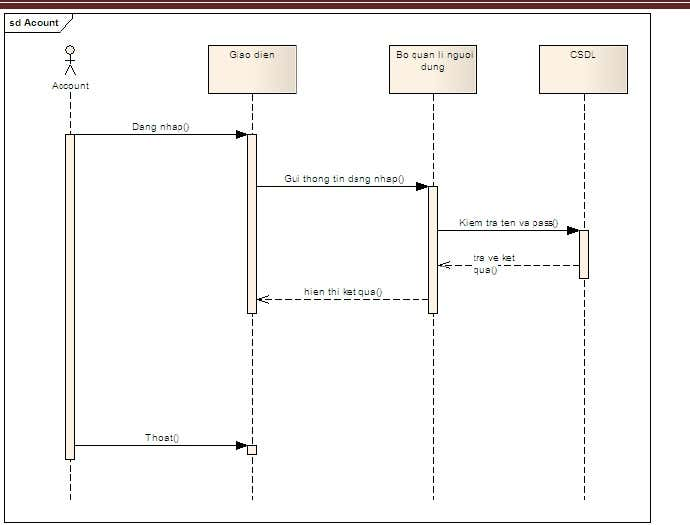 sd Acount
Account
Giao dien
Bo quan li nguoi
dung
CSDL
Dang nhap()
Gui thong tin dang nhap()
Kiem tra ten va pass()
tra ve ket
qua()
hien thi ket qua()
Thoat()